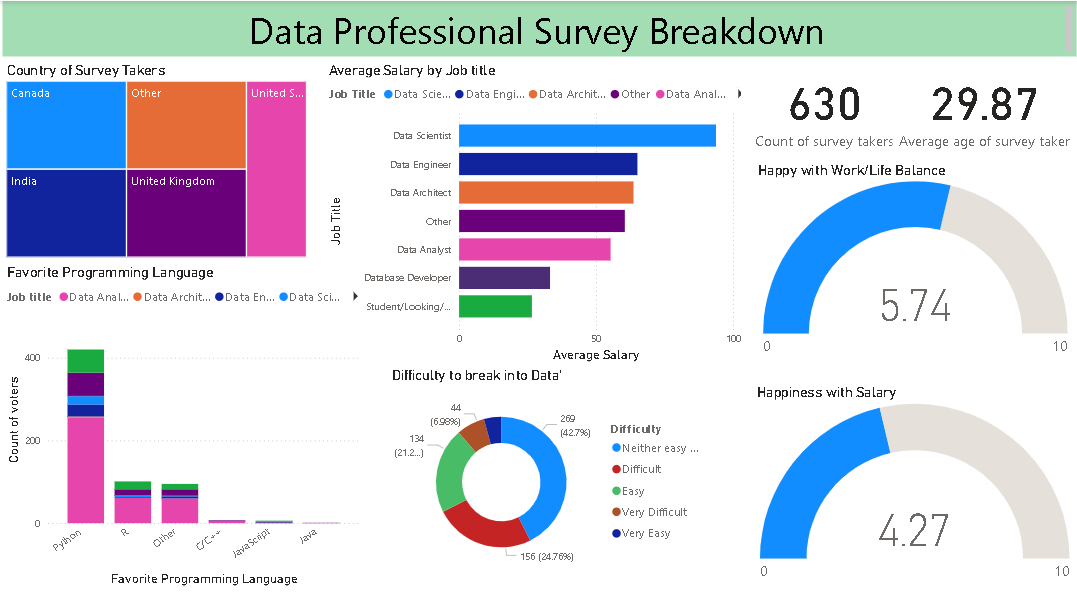 Data Professional Survey Breakdown
Country of Survey Takers
Canada
Other
United S...
India
United Kingdom
Average Salary by Job title
Job Title Data Scie... Data Engi... Data Archit... Other Data Anal...
Job Title
Data Scientist
Data Engineer
Data Architect
Other
Data Analyst
Database Developer
Student/Looking/...
0 50 100
Average Salary
630
Count of survey takers
29.87
Average age of survey taker
Happy with Work/Life Balance
5.74
0 10
Favorite Programming Language
Job title Data Anal... Data Archit... Data En... Data Sci...
Count of voters
400
200
0
Python R Other C/C++ JavaScript Java
Favorite Programming Language
Difficulty to break into Data'
44
(6.98%)
269
(42.7%)
134
(21.2...)
156 (24.76%)
Difficulty
Neither easy ...
Difficult
Easy
Very Difficult
Very Easy
Happiness with Salary
4.27
0 10